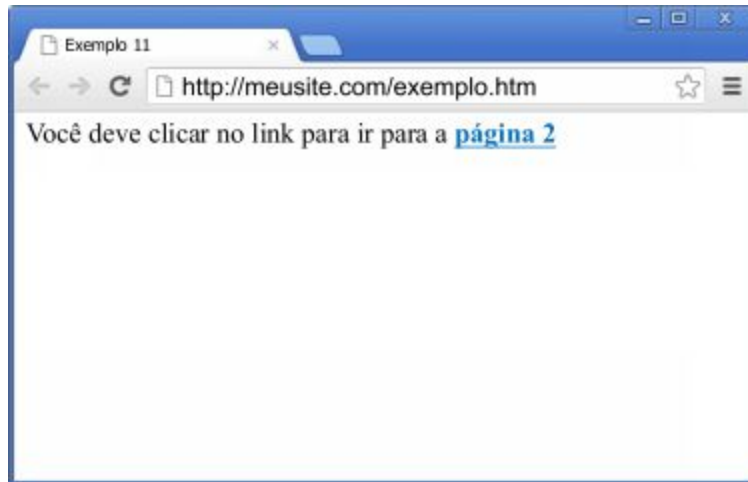 Exemplo 11
http://meusite.com/exemplo.htm
Você deve clicar no link para ir para a página 2